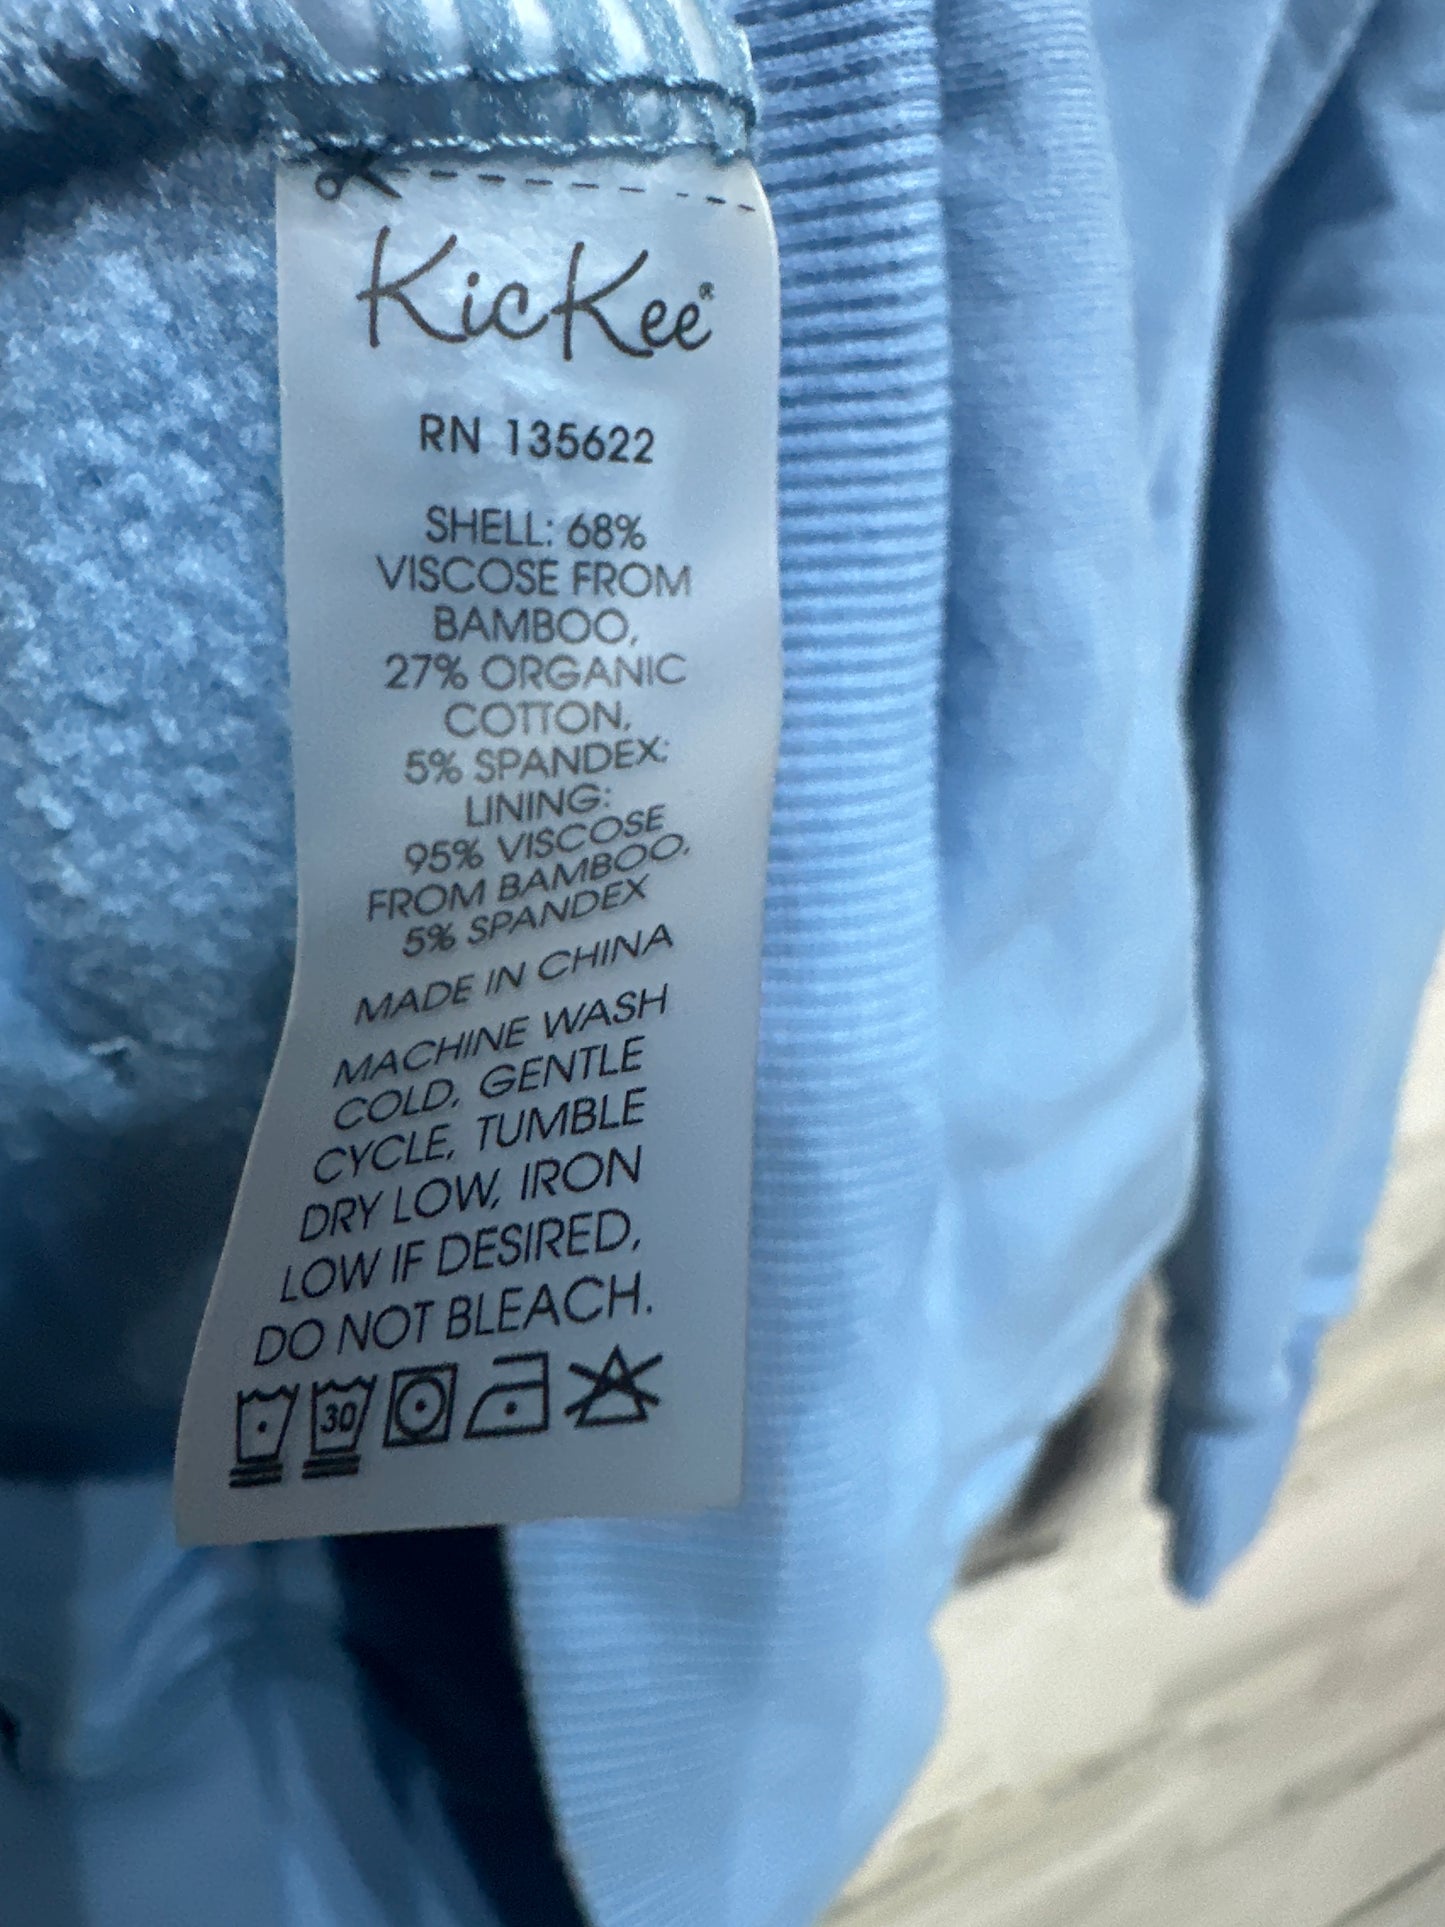 KicKee®
RN 135622
SHELL: 68%
VISCOSE FROM
BAMBOO,
27% ORGANIC
COTTON,
5% SPANDEX;
LINING:
95% VISCOSE
FROM BAMBOO,
5% SPANDEX
MADE IN CHINA
MACHINE WASH
COLD, GENTLE
CYCLE, TUMBLE
DRY LOW, IRON
LOW IF DESIRED,
DO NOT BLEACH.
30